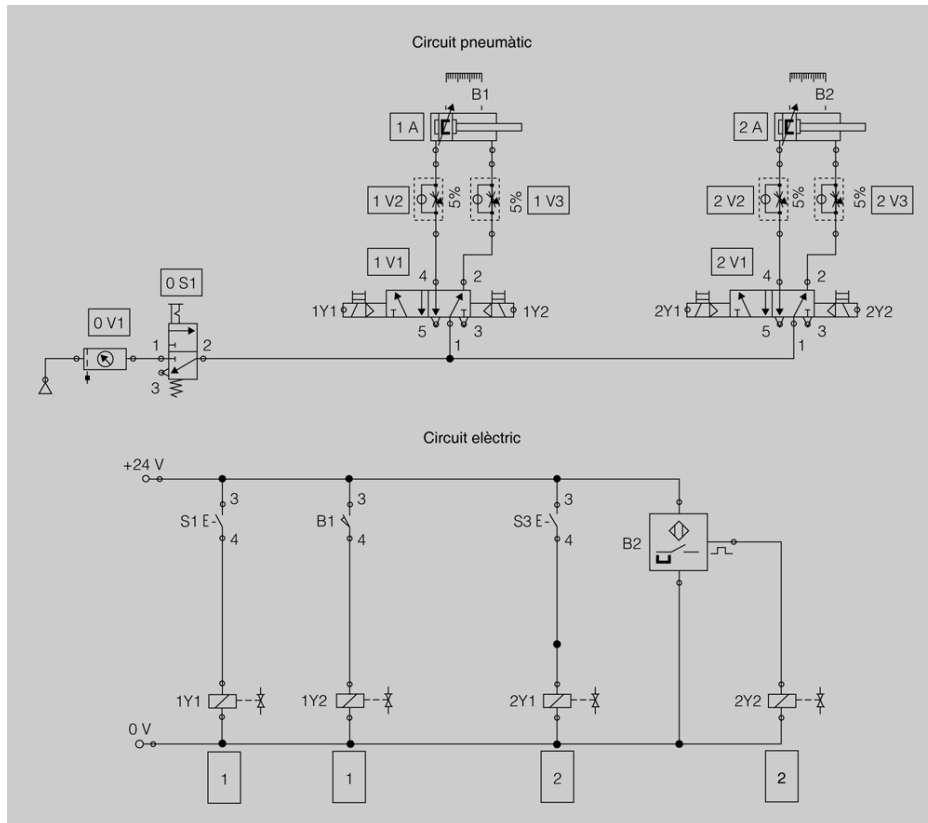 Circuit pneumàtic
B1
B2
1 A
2 A
1 V2
5%
5%
1 V3
2 V2
5%
5%
2 V3
1 V1
4
2
2 V1
4
2
0 S1
1Y1
1Y2
2Y1
2Y2
5
3
5
3
0 V1
1
1
1
2
3
Circuit elèctric
+24 V
3
3
3
S1 E
B1
S3 E
4
4
4
B2
1Y1
1Y2
2Y1
2Y2
0 V
1
1
2
2